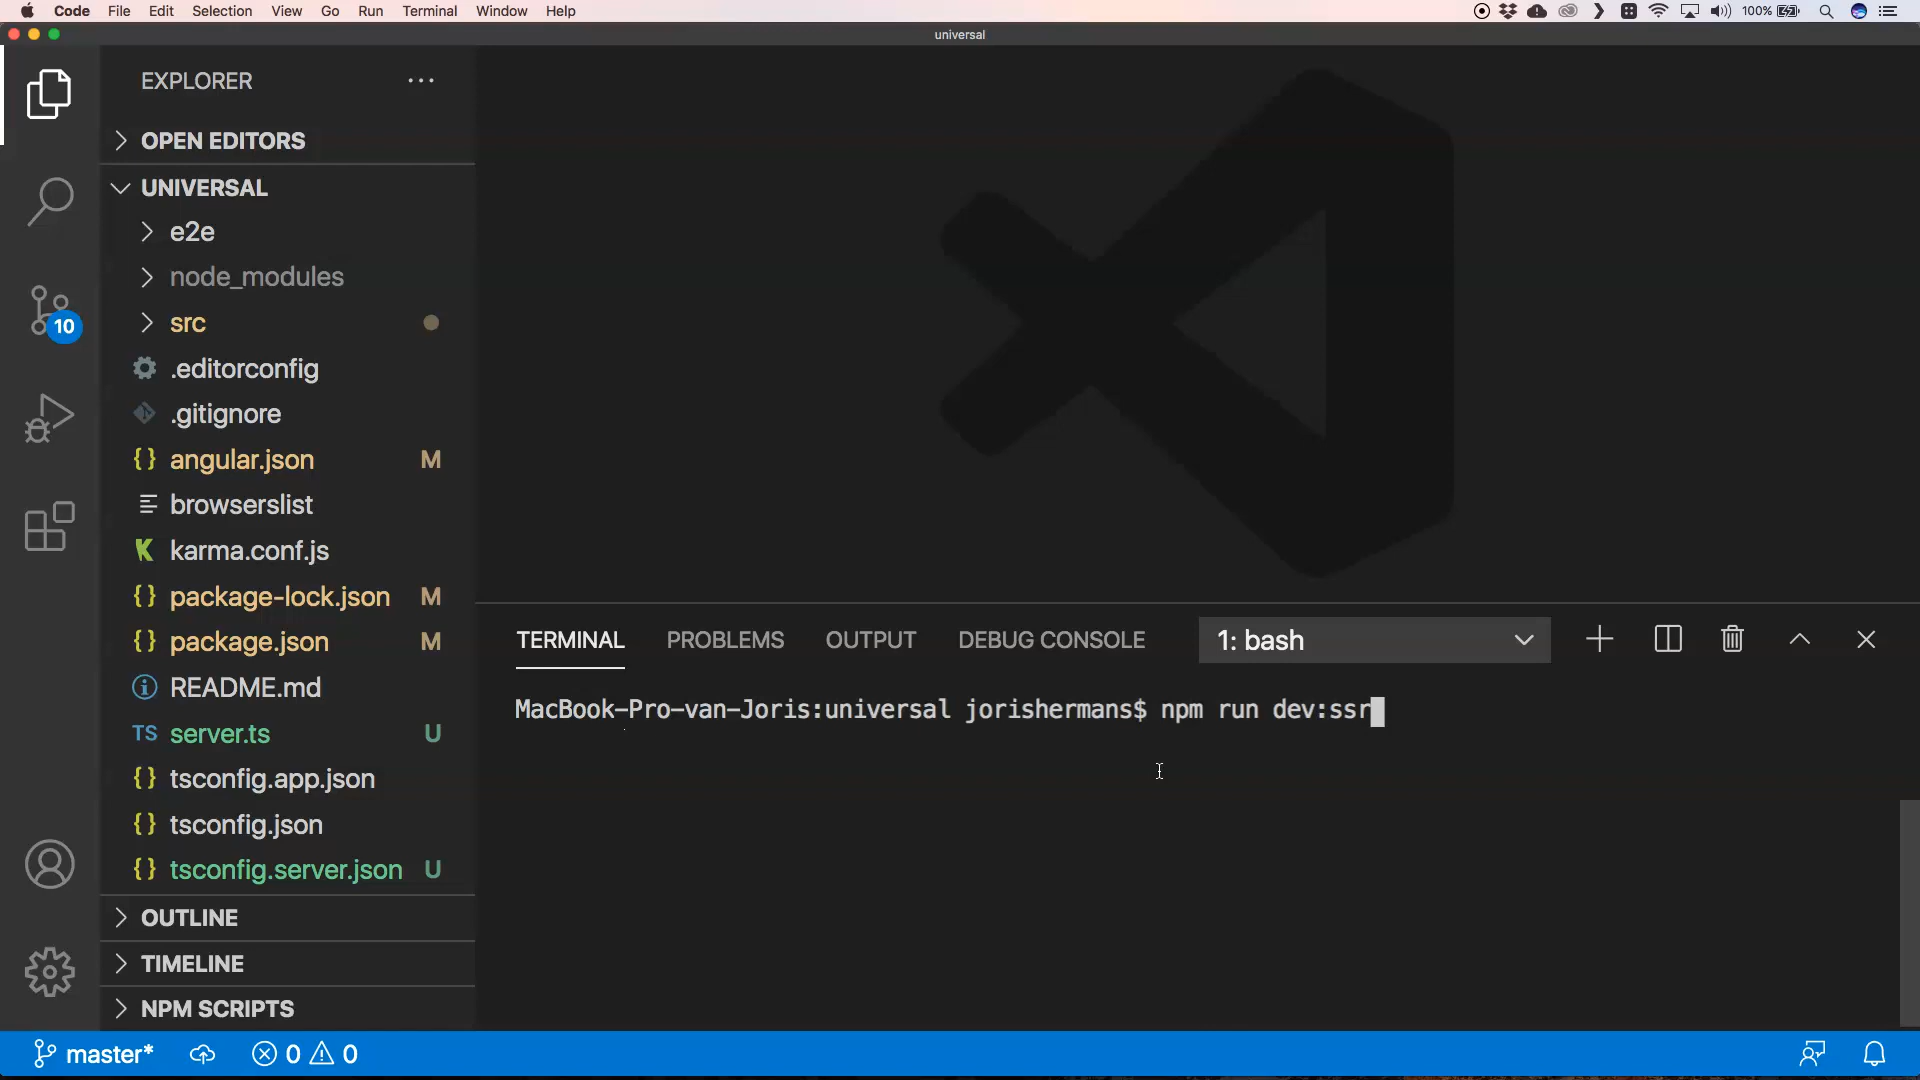 Code File Edit Selection View Go Run Terminal Window Help 100%
universal
EXPLORER
OPEN EDITORS
UNIVERSAL
e2e
node_modules
src
10
.editorconfig
.gitignore
angular.json M
browserslist
karma.conf.js
package-lock.json M
package.json M
README.md
TS server.ts U
tsconfig.app.json
tsconfig.json
tsconfig.server.json U
OUTLINE
TIMELINE
NPM SCRIPTS
TERMINAL PROBLEMS OUTPUT DEBUG CONSOLE 1: bash
MacBook-Pro-van-Joris:universal jorishermans$ npm run dev:ssr
master* 0 0